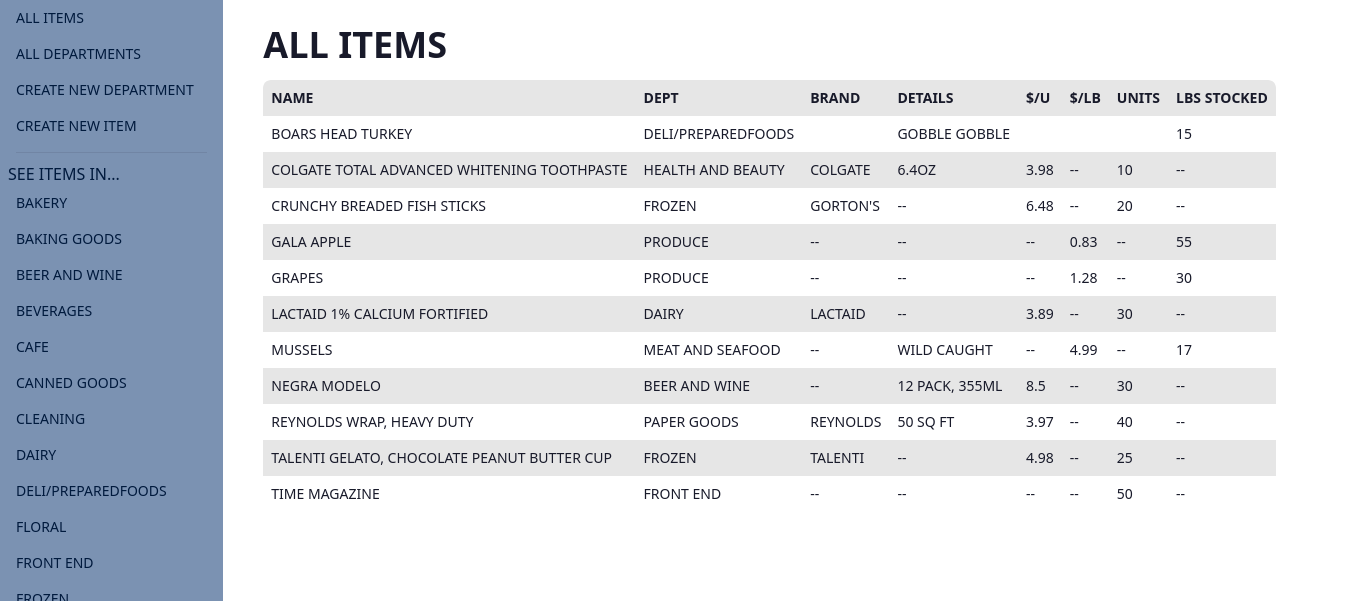 ALL ITEMS
ALL DEPARTMENTS
CREATE NEW DEPARTMENT
CREATE NEW ITEM
SEE ITEMS IN...
BAKERY
BAKING GOODS
BEER AND WINE
BEVERAGES
CAFE
CANNED GOODS
CLEANING
DAIRY
DELI/PREPAREDFOODS
FLORAL
FRONT END
FROZEN
ALL ITEMS
NAME DEPT BRAND DETAILS $/U $/LB UNITS LBS STOCKED
BOARS HEAD TURKEY DELI/PREPAREDFOODS GOBBLE GOBBLE 15
COLGATE TOTAL ADVANCED WHITENING TOOTHPASTE HEALTH AND BEAUTY COLGATE 6.4OZ 3.98 -- 10 --
CRUNCHY BREADED FISH STICKS FROZEN GORTON'S -- 6.48 -- 20 --
GALA APPLE PRODUCE -- -- -- 0.83 -- 55
GRAPES PRODUCE -- -- -- 1.28 -- 30
LACTAID 1% CALCIUM FORTIFIED DAIRY LACTAID -- 3.89 -- 30 --
MUSSELS MEAT AND SEAFOOD -- WILD CAUGHT -- 4.99 -- 17
NEGRA MODELO BEER AND WINE -- 12 PACK, 355ML 8.5 -- 30 --
REYNOLDS WRAP, HEAVY DUTY PAPER GOODS REYNOLDS 50 SQ FT 3.97 -- 40 --
TALENTI GELATO, CHOCOLATE PEANUT BUTTER CUP FROZEN TALENTI -- 4.98 -- 25 --
TIME MAGAZINE FRONT END -- -- -- -- 50 --